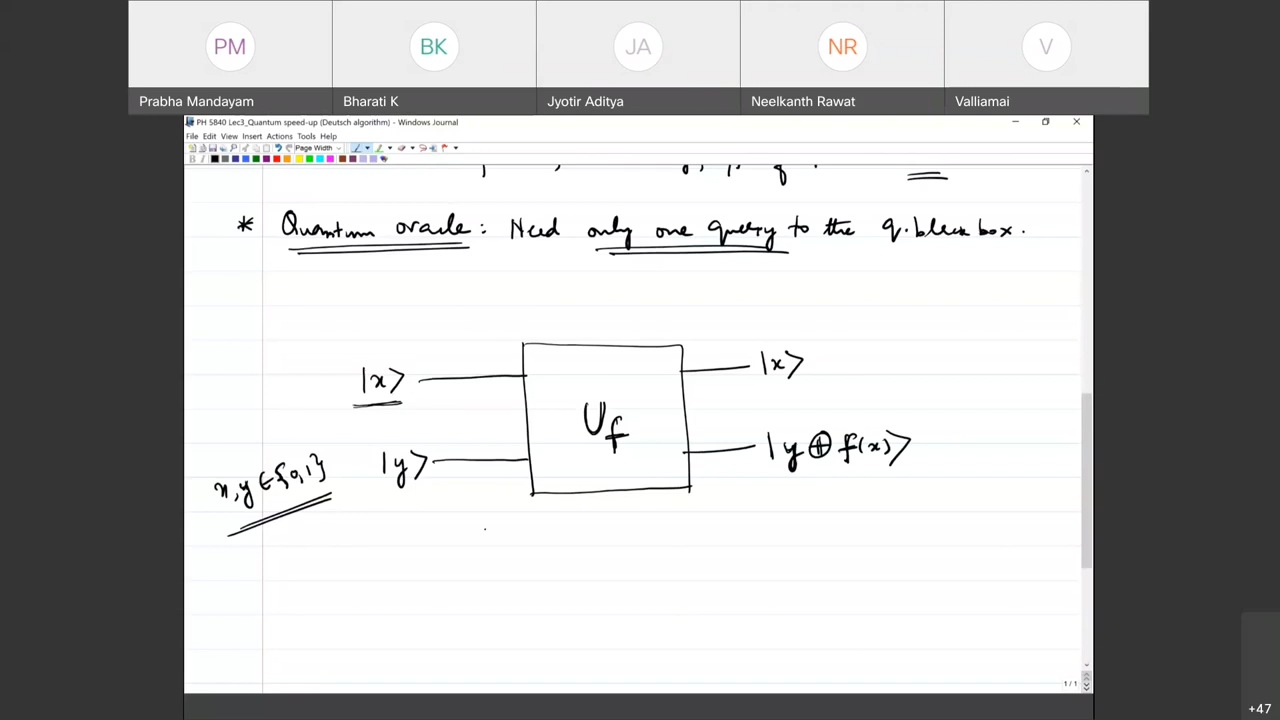 PM BK JA NR V
Prabha Mandayam Bharati K Jyotir Aditya Neelkanth Rawat Valliamai
PH 5840 Lec3_Quantum speed-up (Deutsch algorithm) - Windows Journal
File Edit View Insert Actions Tools Help
Page Width
B I
* Quantum oracle : Need only one query to the q. black box.
|x⟩ |x⟩
U_f
|y⟩ |y ⊕ f(x)⟩
x, y ∈ {0,1}
1 / 1
+47